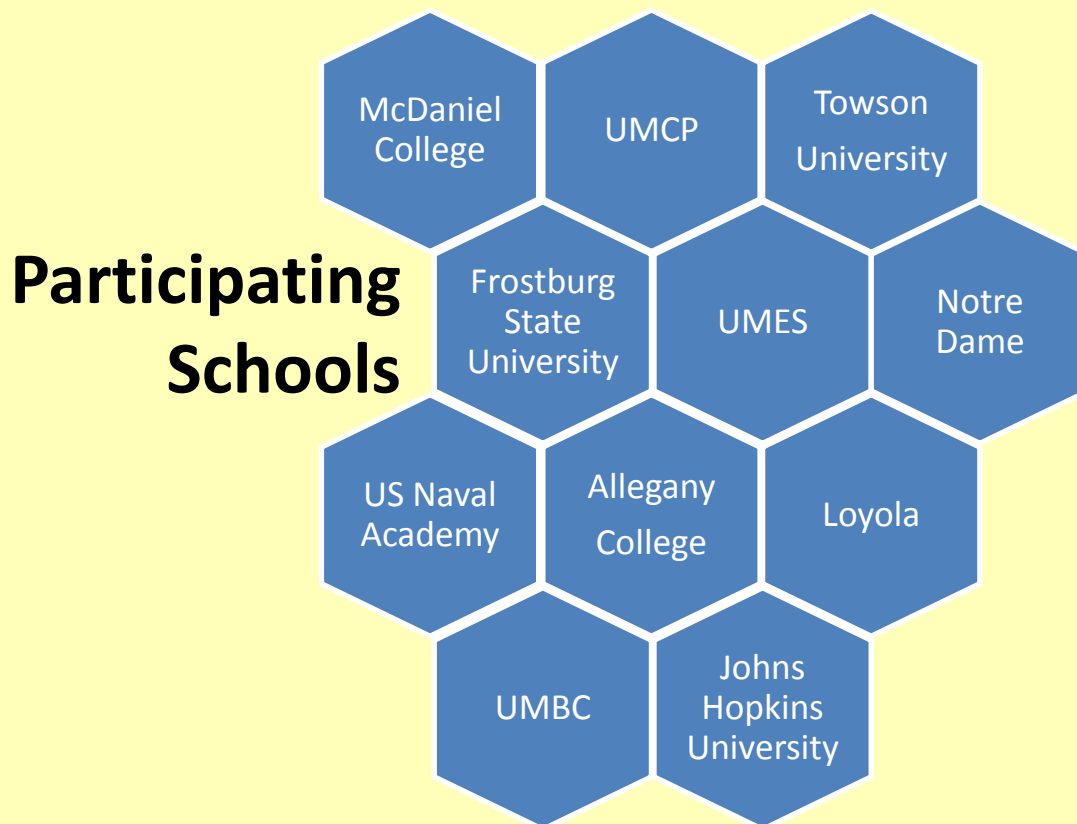 Participating
Schools
McDaniel
College
UMCP
Towson
University
Frostburg
State
University
UMES
Notre
Dame
US Naval
Academy
Allegany
College
Loyola
UMBC
Johns
Hopkins
University